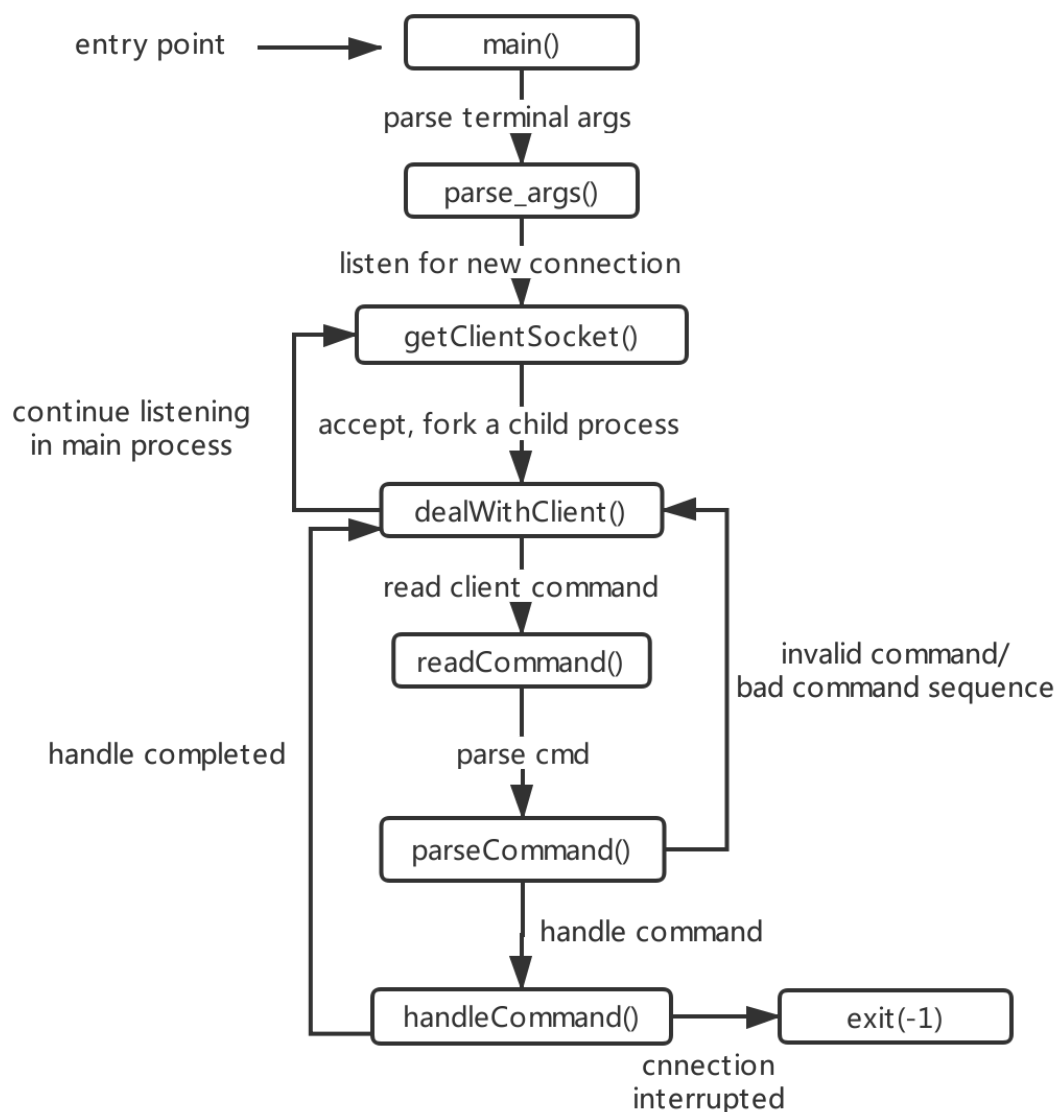 entry point
main()
parse terminal args
parse_args()
listen for new connection
getClientSocket()
continue listening
in main process
accept, fork a child process
dealWithClient()
read client command
readCommand()
invalid command/
bad command sequence
handle completed
parse cmd
parseCommand()
handle command
handleCommand()
exit(-1)
cnnection
interrupted